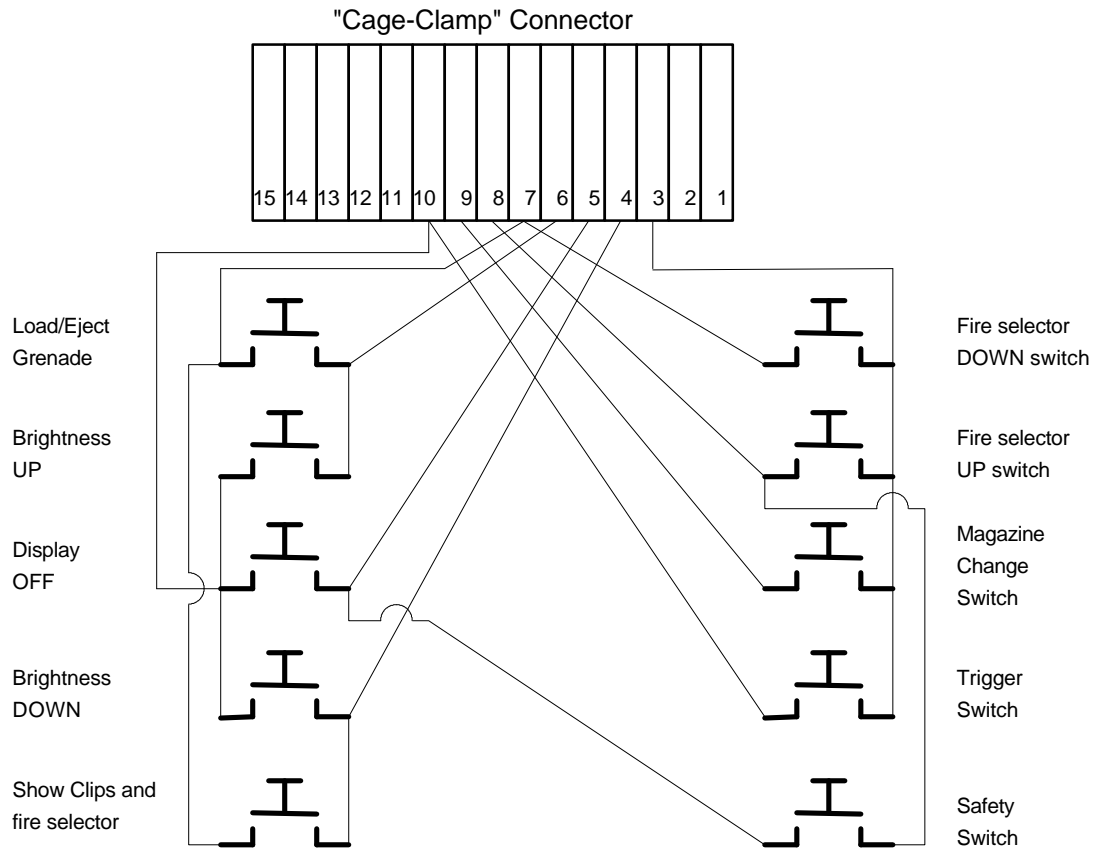 "Cage-Clamp" Connector
15 14 13 12 11 10 9 8 7 6 5 4 3 2 1
Load/Eject
Grenade
Brightness
UP
Display
OFF
Brightness
DOWN
Show Clips and
fire selector
Fire selector
DOWN switch
Fire selector
UP switch
Magazine
Change
Switch
Trigger
Switch
Safety
Switch